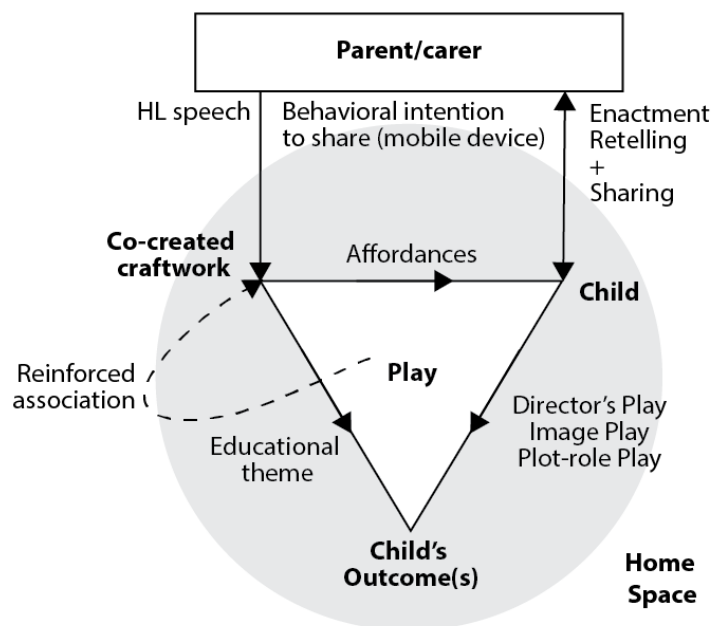 Parent/carer
HL speech
Behavioral intention
to share (mobile device)
Enactment
Retelling
+
Sharing
Co-created
craftwork
Affordances
Child
Reinforced
association
Play
Director's Play
Image Play
Plot-role Play
Educational
theme
Child's
Outcome(s)
Home
Space